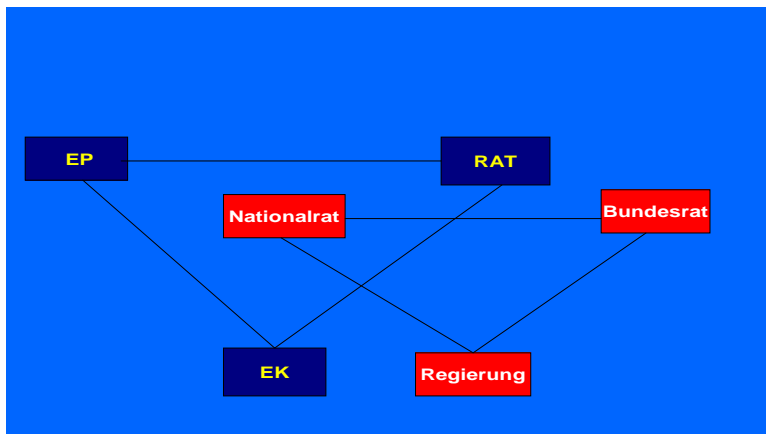 EP
RAT
Nationalrat
Bundesrat
EK
Regierung